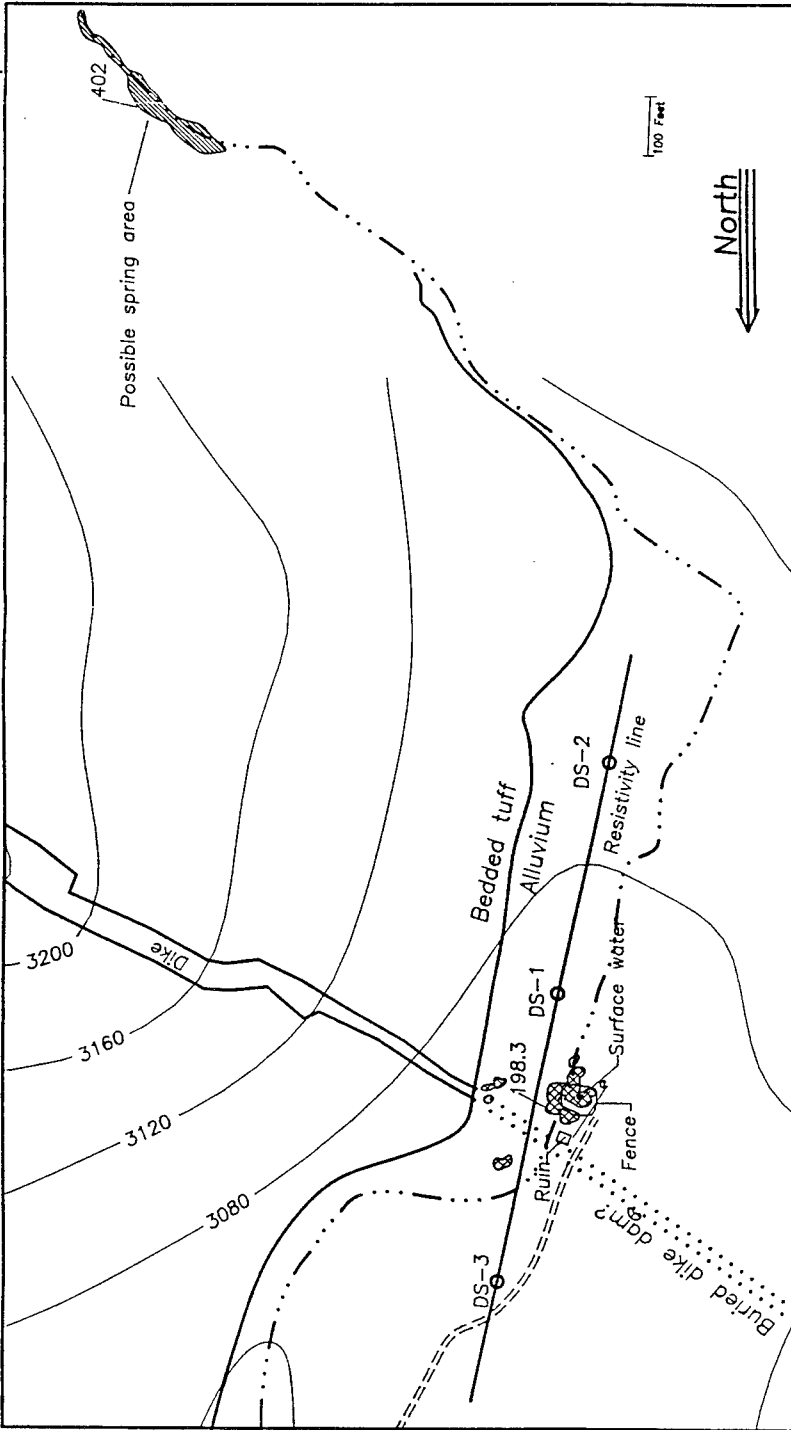 402
Possible spring area
100 Feet
North
3200
3160
3120
3080
Dike
Bedded tuff
Alluvium
DS-2
Resistivity line
DS-1
198.3
Surface water
Ruin
Fence
DS-3
Buried dike dam?